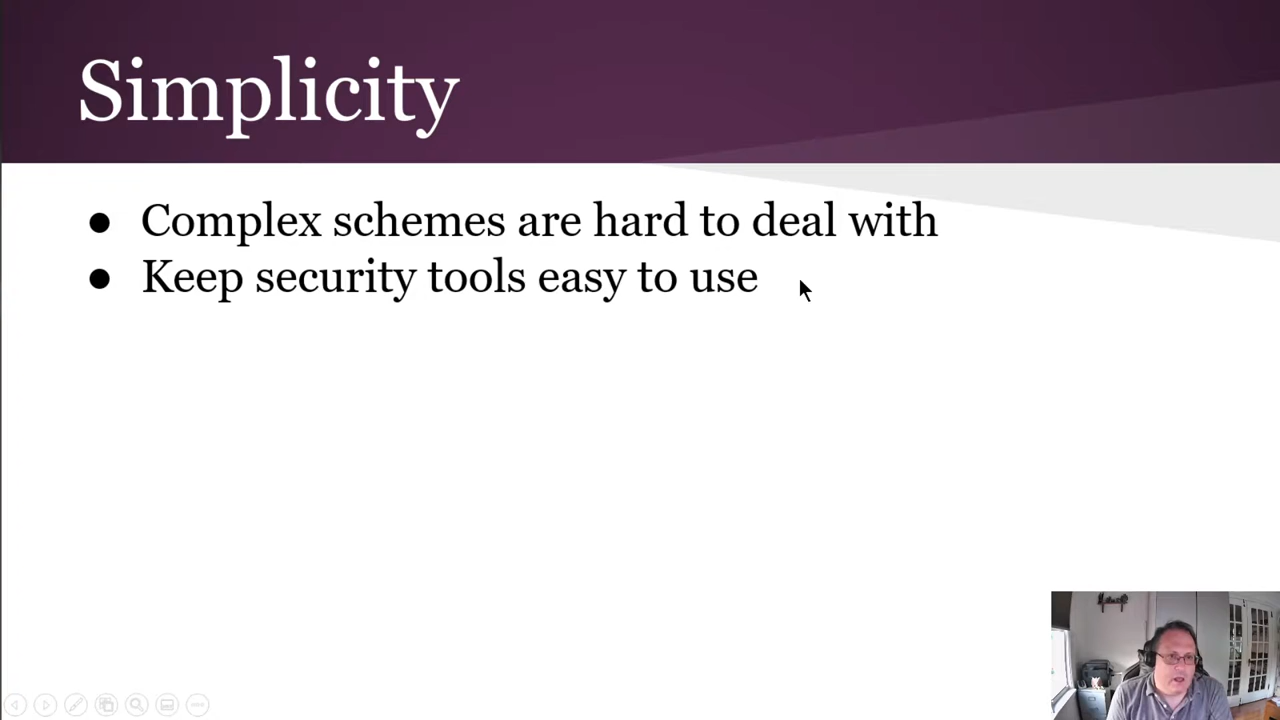 Simplicity
● Complex schemes are hard to deal with
● Keep security tools easy to use